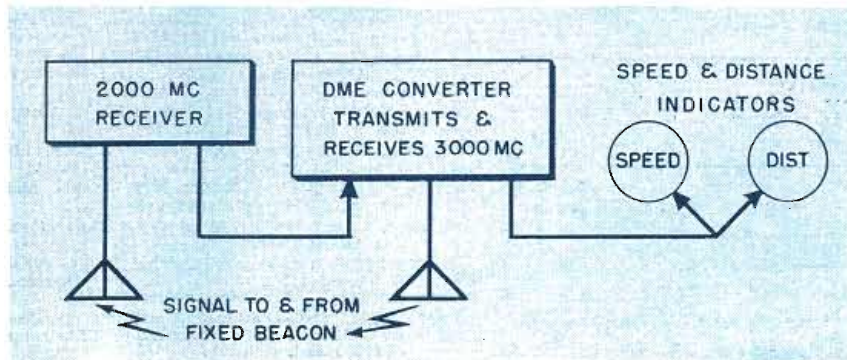 2000 MC
RECEIVER
DME CONVERTER
TRANSMITS &
RECEIVES 3000 MC
SPEED & DISTANCE
INDICATORS
SPEED
DIST
SIGNAL TO & FROM
FIXED BEACON